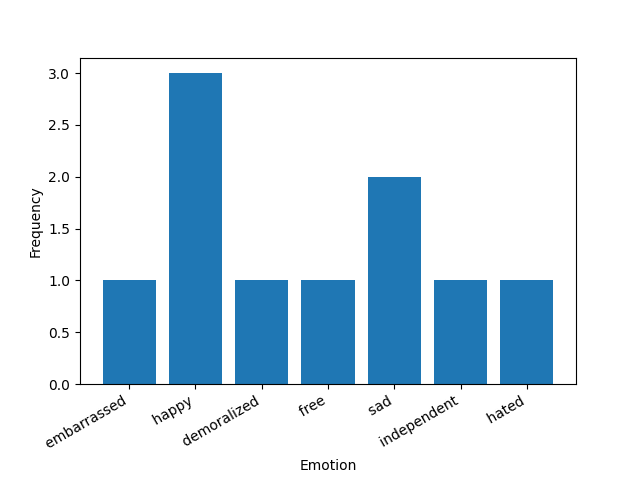 3.0
2.5
2.0
1.5
1.0
0.5
0.0
Frequency
embarrassed
happy
demoralized
free
sad
independent
hated
Emotion